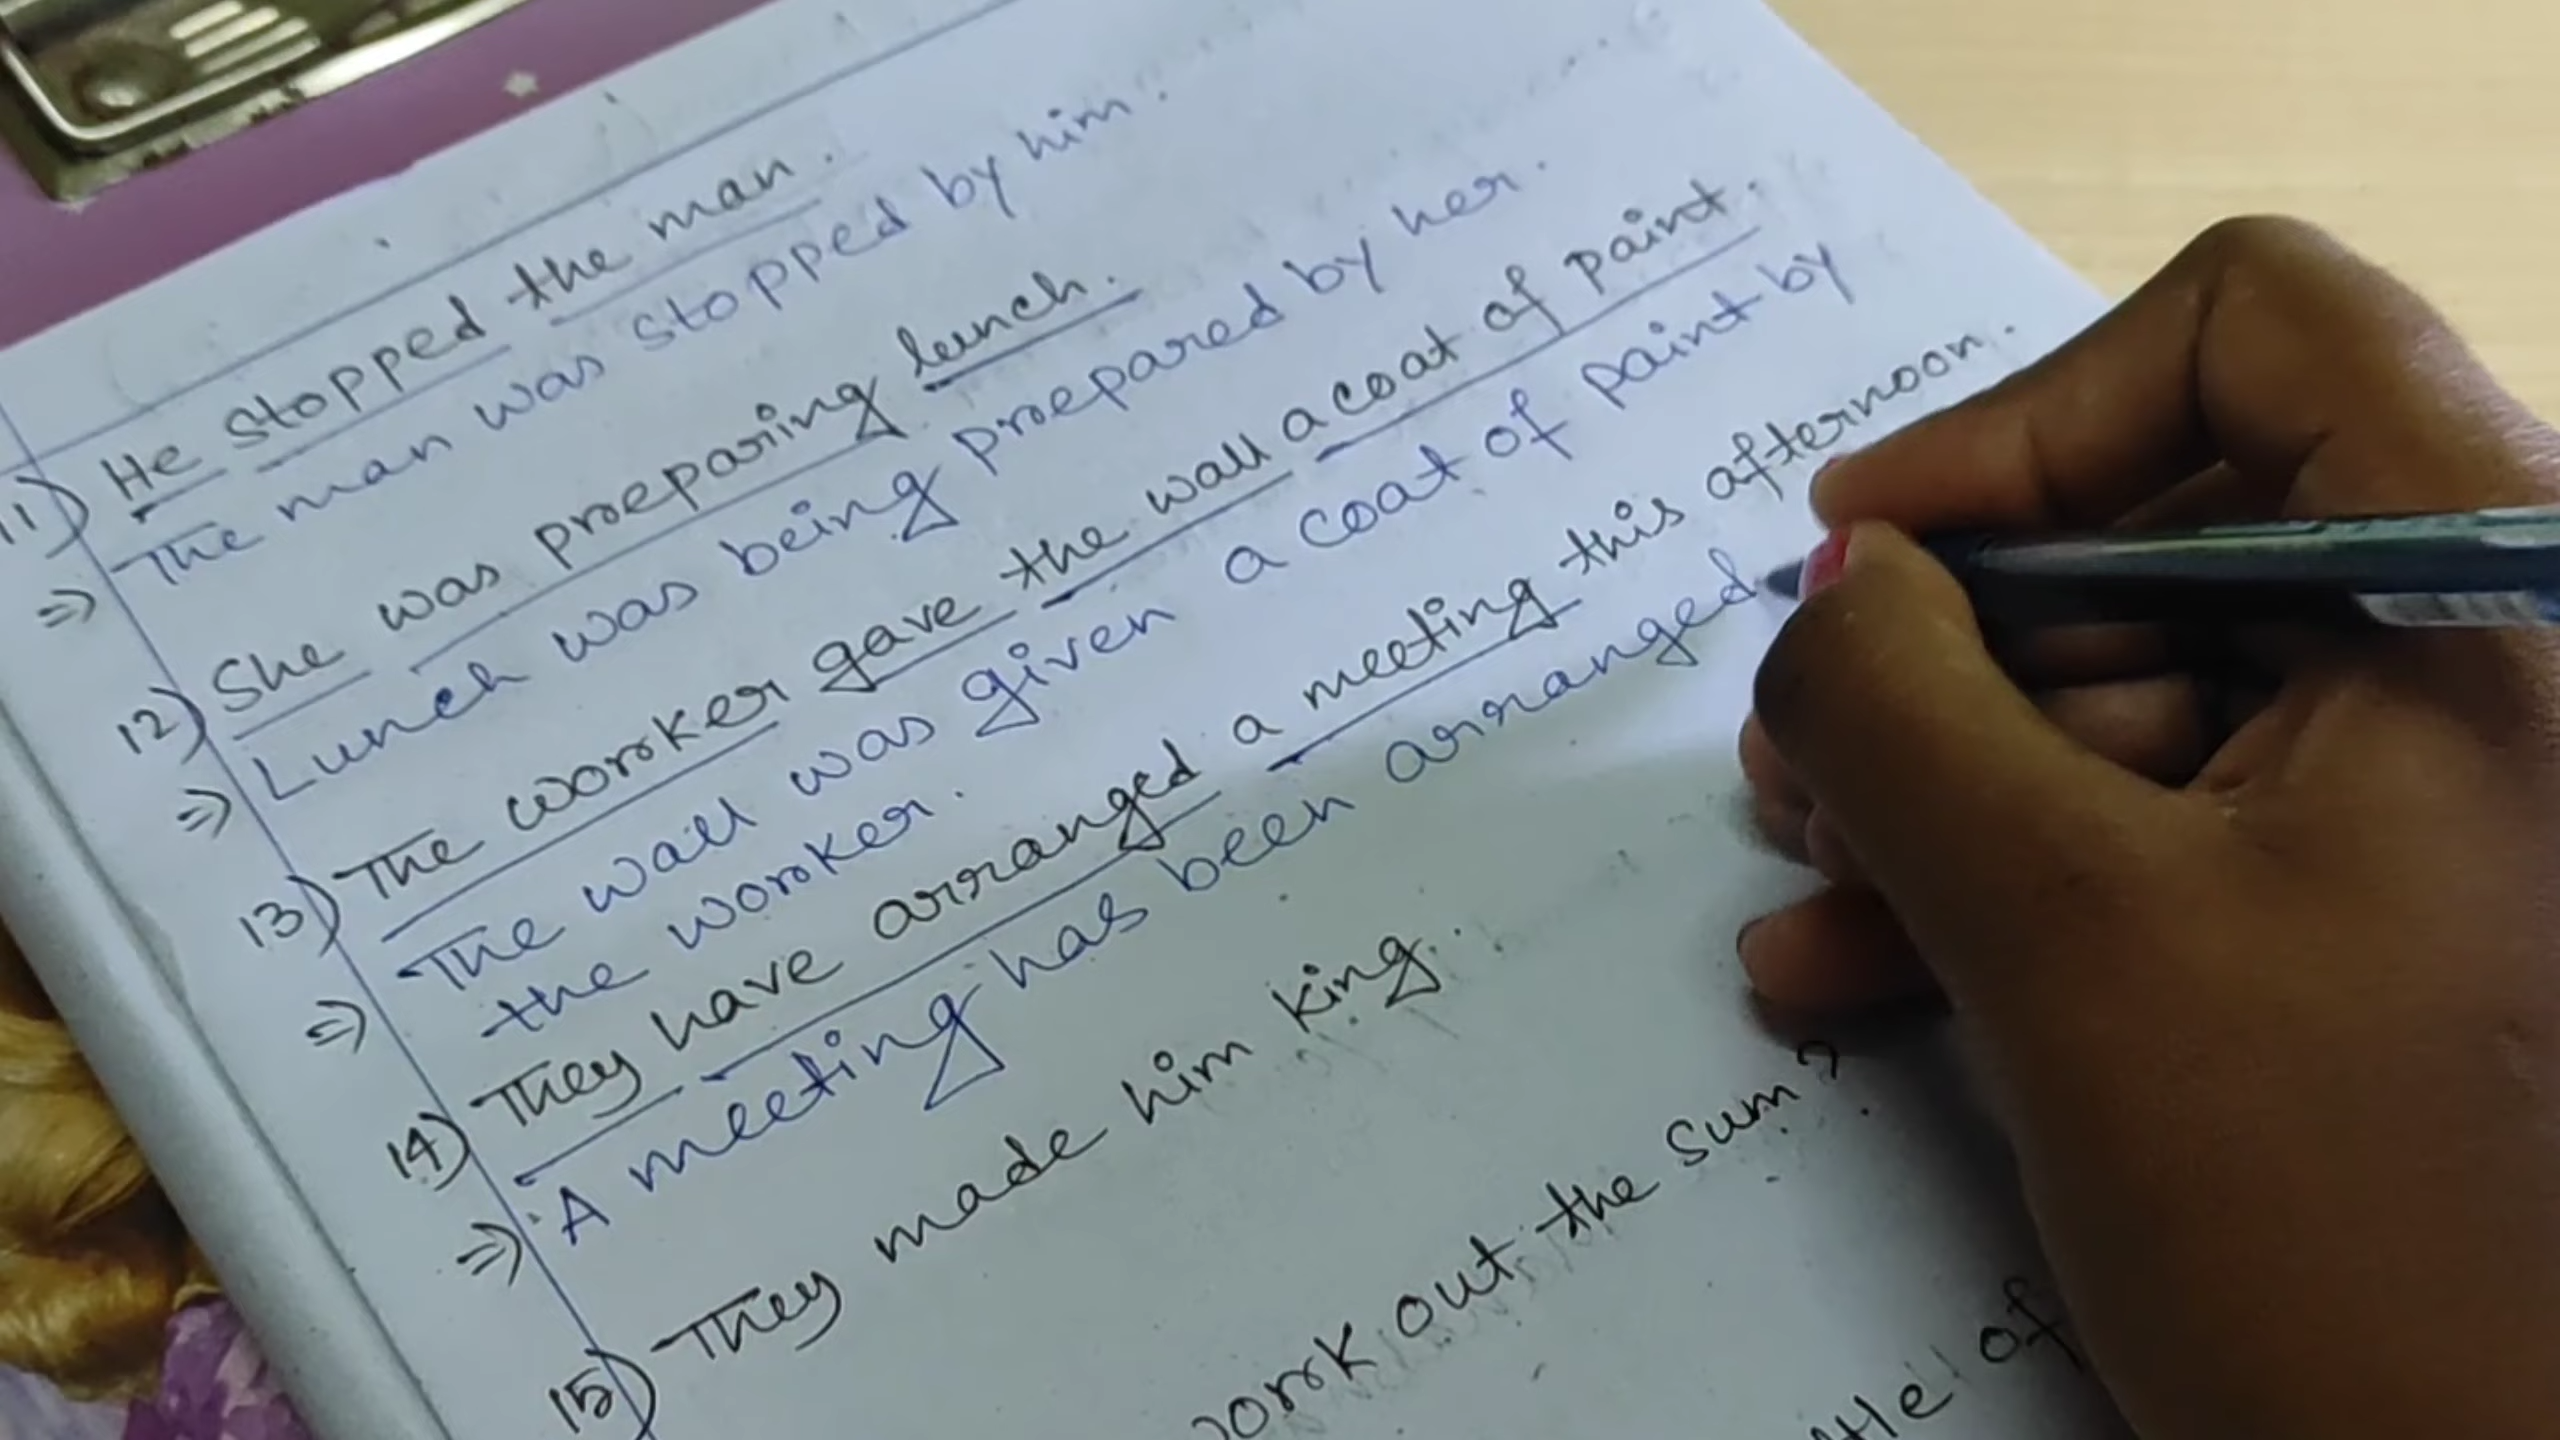 11) He stopped the man.
=) The man was stopped by him.
12) She was preparing lunch.
=) Lunch was being prepared by her.
13) The worker gave the wall a coat of paint.
=) The wall was given a coat of paint by
the worker.
14) They have arranged a meeting this afternoon.
=) A meeting has been arranged
15) They made him king.
work out the sum?
of